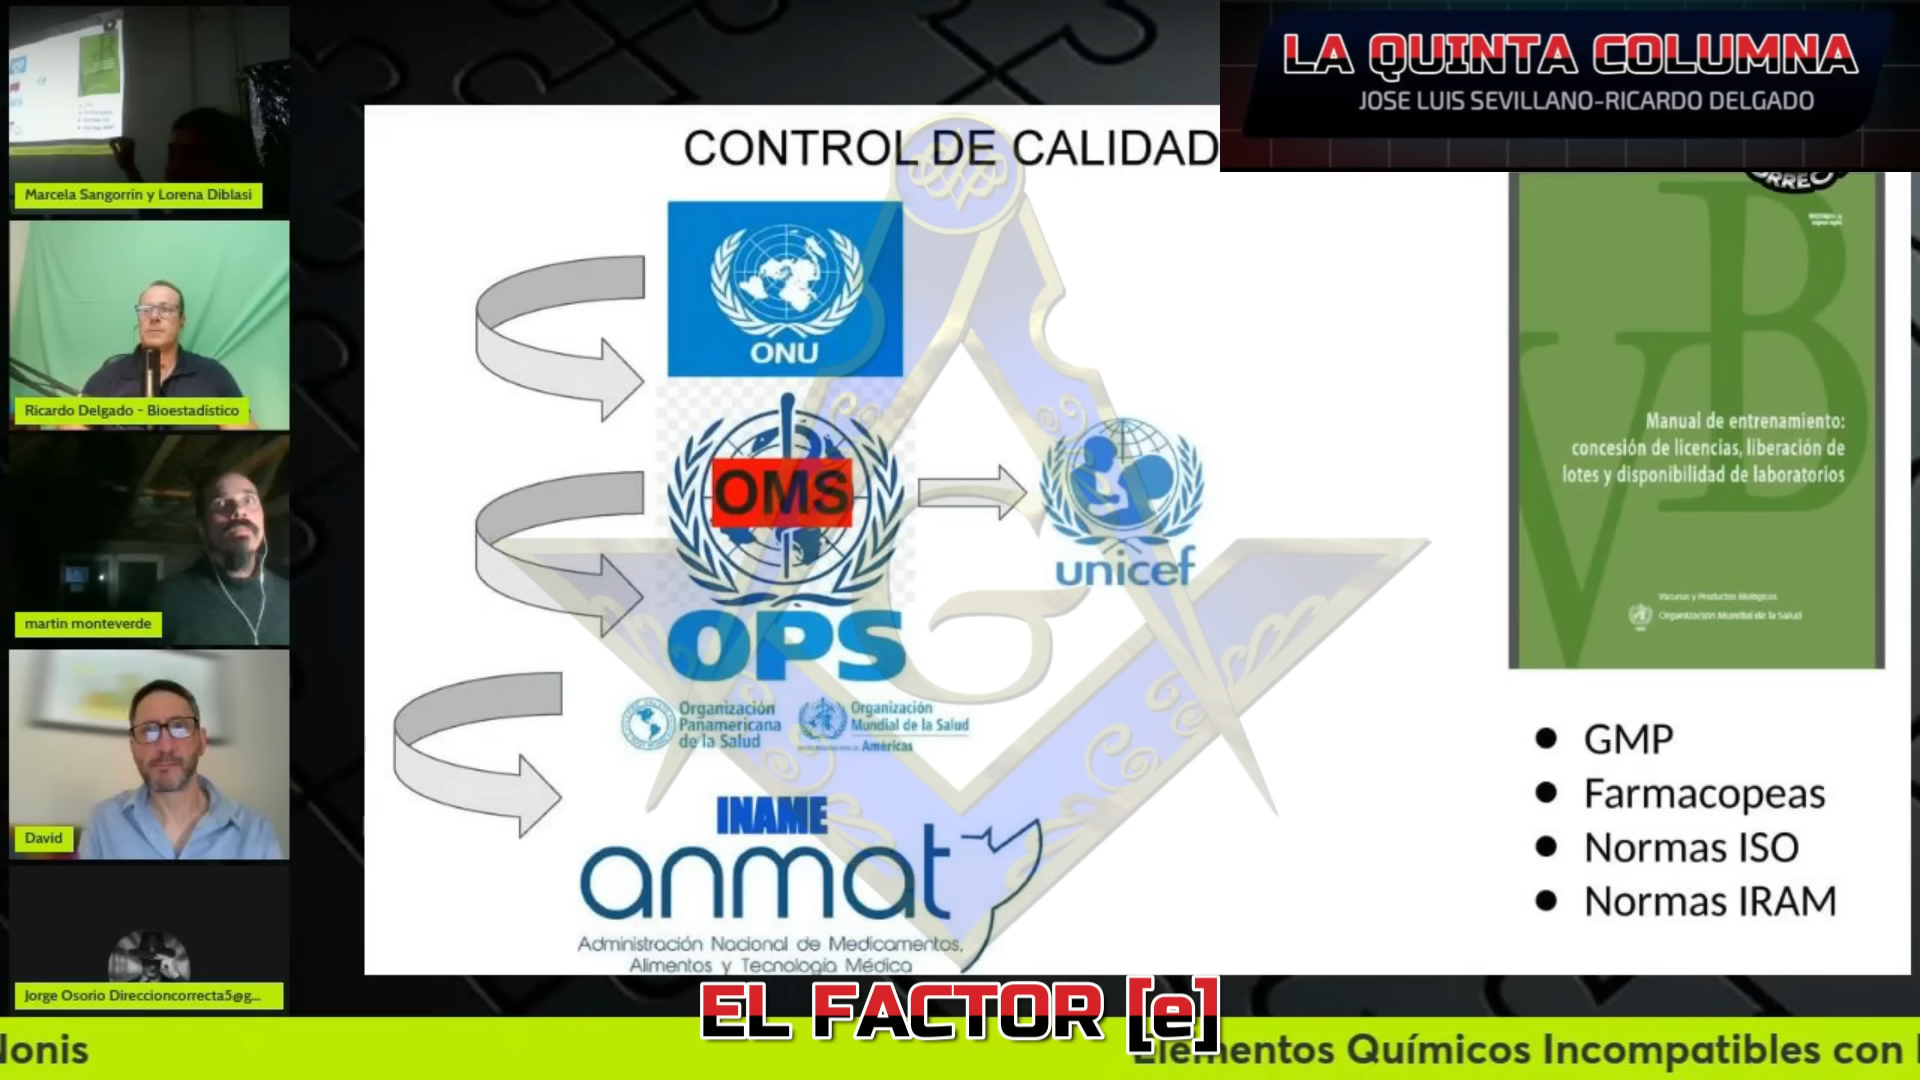 LA QUINTA COLUMNA
JOSE LUIS SEVILLANO-RICARDO DELGADO
Marcela Sangorrín y Lorena Diblasi
Ricardo Delgado - Bioestadístico
martin monteverde
David
Jorge Osorio Direccioncorrecta5@g...
CONTROL DE CALIDAD
ONU
OMS
unicef
OPS
Organización
Panamericana
de la Salud
Organización
Mundial de la Salud
Américas
INAME
anmat
Administración Nacional de Medicamentos,
Alimentos y Tecnología Médica
G
VB
Manual de entrenamiento:
concesión de licencias, liberación de
lotes y disponibilidad de laboratorios
Vacunas y Productos Biológicos
Organización Mundial de la Salud
• GMP
• Farmacopeas
• Normas ISO
• Normas IRAM
EL FACTOR [e]
Nonis
Elementos Químicos Incompatibles con